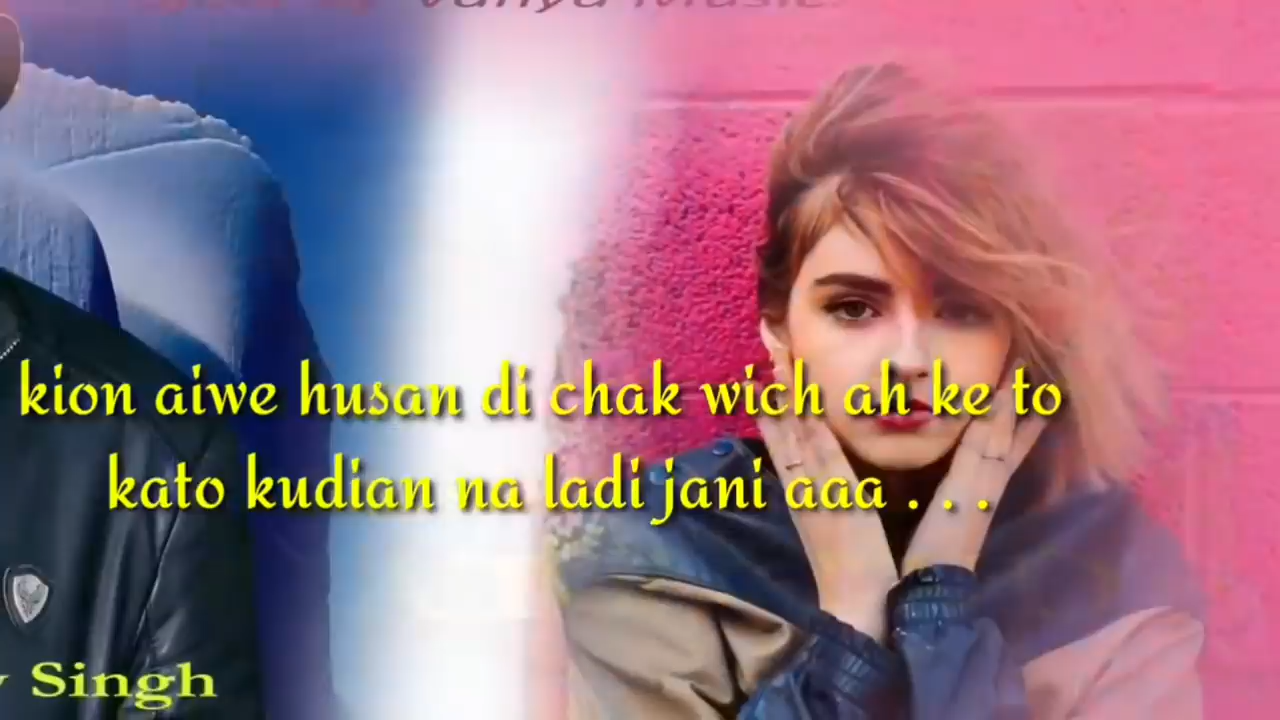 kion aiwe husan di chak wich ah ke to
kato kudian na ladi jani aaa . . .
Singh